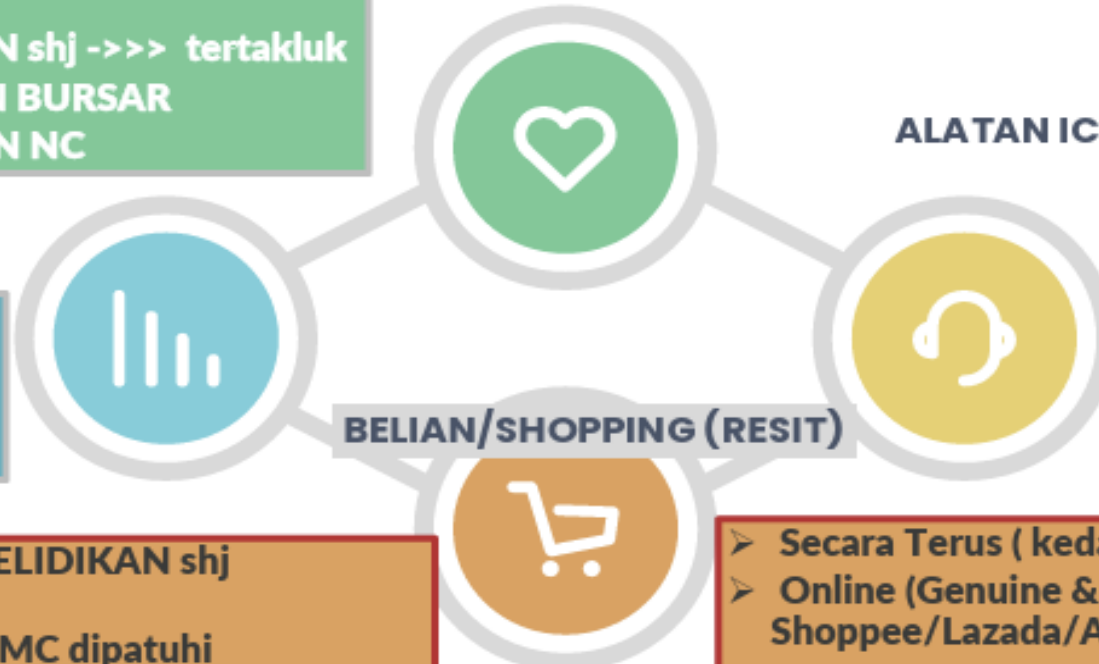 N shj ->>> tertakluk
BURSAR
N NC
ALATAN IC
BELIAN/SHOPPING (RESIT)
ELIDIKAN shj
MC dipatuhi
➢ Secara Terus ( keda
➢ Online (Genuine &
Shoppee/Lazada/A